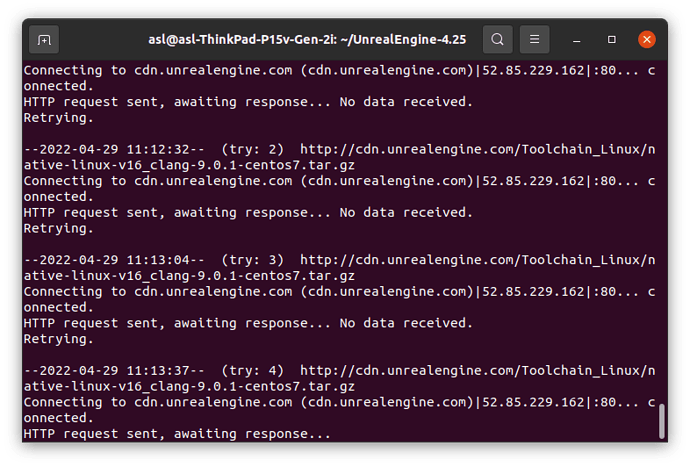 asl@asl-ThinkPad-P15v-Gen-2i: ~/UnrealEngine-4.25
Connecting to cdn.unrealengine.com (cdn.unrealengine.com)|52.85.229.162|:80... c
onnected.
HTTP request sent, awaiting response... No data received.
Retrying.
--2022-04-29 11:12:32--  (try: 2)  http://cdn.unrealengine.com/Toolchain_Linux/n
ative-linux-v16_clang-9.0.1-centos7.tar.gz
Connecting to cdn.unrealengine.com (cdn.unrealengine.com)|52.85.229.162|:80... c
onnected.
HTTP request sent, awaiting response... No data received.
Retrying.
--2022-04-29 11:13:04--  (try: 3)  http://cdn.unrealengine.com/Toolchain_Linux/n
ative-linux-v16_clang-9.0.1-centos7.tar.gz
Connecting to cdn.unrealengine.com (cdn.unrealengine.com)|52.85.229.162|:80... c
onnected.
HTTP request sent, awaiting response... No data received.
Retrying.
--2022-04-29 11:13:37--  (try: 4)  http://cdn.unrealengine.com/Toolchain_Linux/n
ative-linux-v16_clang-9.0.1-centos7.tar.gz
Connecting to cdn.unrealengine.com (cdn.unrealengine.com)|52.85.229.162|:80... c
onnected.
HTTP request sent, awaiting response...